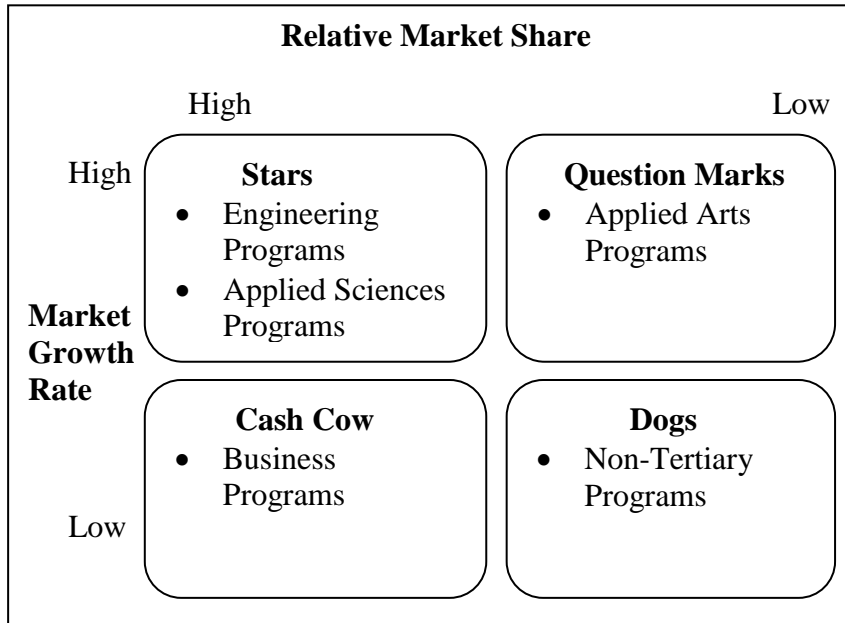 Relative Market Share
High Low
High
Stars
• Engineering
Programs
• Applied Sciences
Programs
Question Marks
• Applied Arts
Programs
Market
Growth
Rate
Cash Cow
• Business
Programs
Dogs
• Non-Tertiary
Programs
Low